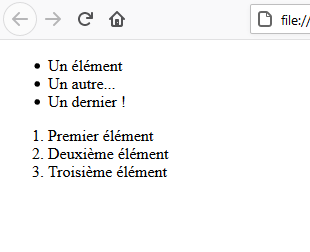 file://
• Un élément
• Un autre...
• Un dernier !
1. Premier élément
2. Deuxième élément
3. Troisième élément